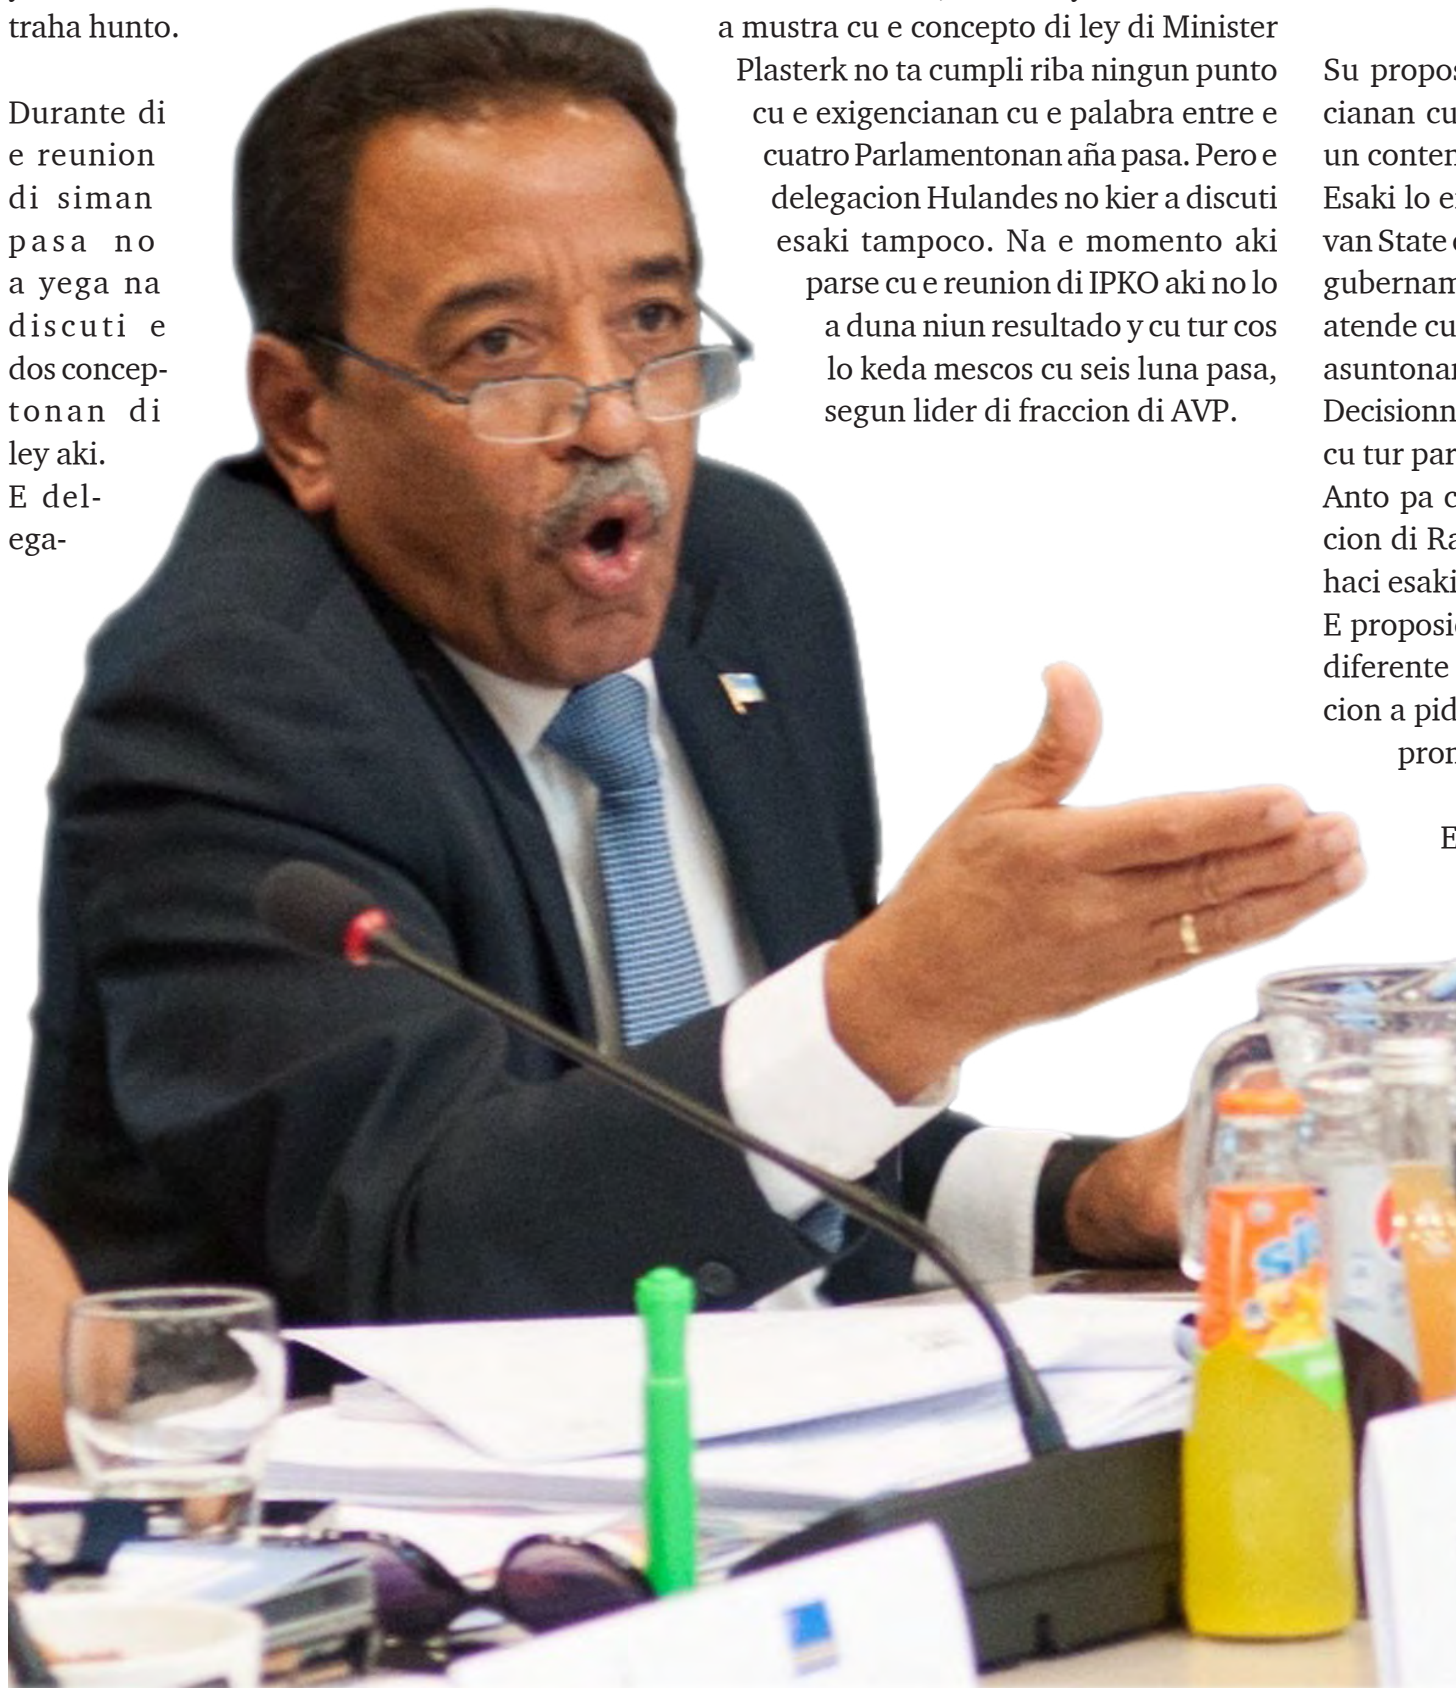 traha hunto.
Durante di
e reunion
di siman
pasa no
a yega na
discuti e
dos concep-
tonan di
ley aki.
E del-
ega-
a mustra cu e concepto di ley di Minister
Plasterk no ta cumpli riba ningun punto
cu e exigencianan cu e palabra entre e
cuatro Parlamentonan aña pasa. Pero e
delegacion Hulandes no kier a discuti
esaki tampoco. Na e momento aki
parse cu e reunion di IPKO aki no lo
a duna niun resultado y cu tur cos
lo keda mescos cu seis luna pasa,
segun lider di fraccion di AVP.
Su propos
cianan cu
un conten
Esaki lo e
van State
gubernam
atende cu
asuntonan
Decisionn
cu tur par
Anto pa c
cion di Ra
haci esaki
E proposi
diferente
cion a pid
pron
E